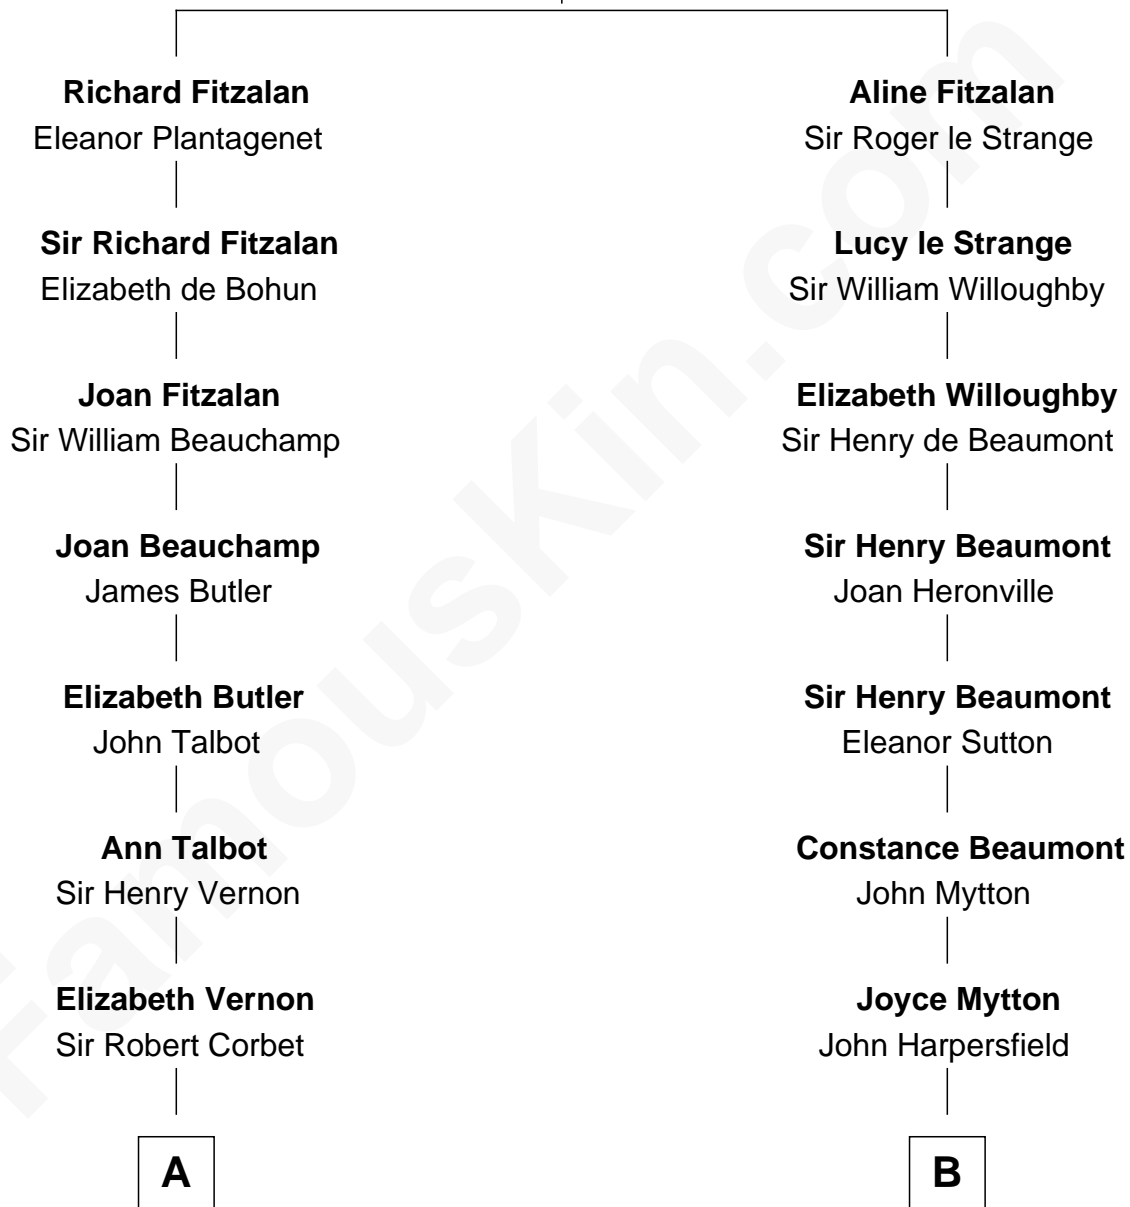 Richard Fitzalan
Eleanor Plantagenet
Aline Fitzalan
Sir Roger le Strange
Sir Richard Fitzalan
Elizabeth de Bohun
Lucy le Strange
Sir William Willoughby
Joan Fitzalan
Sir William Beauchamp
Elizabeth Willoughby
Sir Henry de Beaumont
Joan Beauchamp
James Butler
Sir Henry Beaumont
Joan Heronville
Elizabeth Butler
John Talbot
Sir Henry Beaumont
Eleanor Sutton
Ann Talbot
Sir Henry Vernon
Constance Beaumont
John Mytton
Elizabeth Vernon
Sir Robert Corbet
Joyce Mytton
John Harpersfield
A
B
FamousKin.com